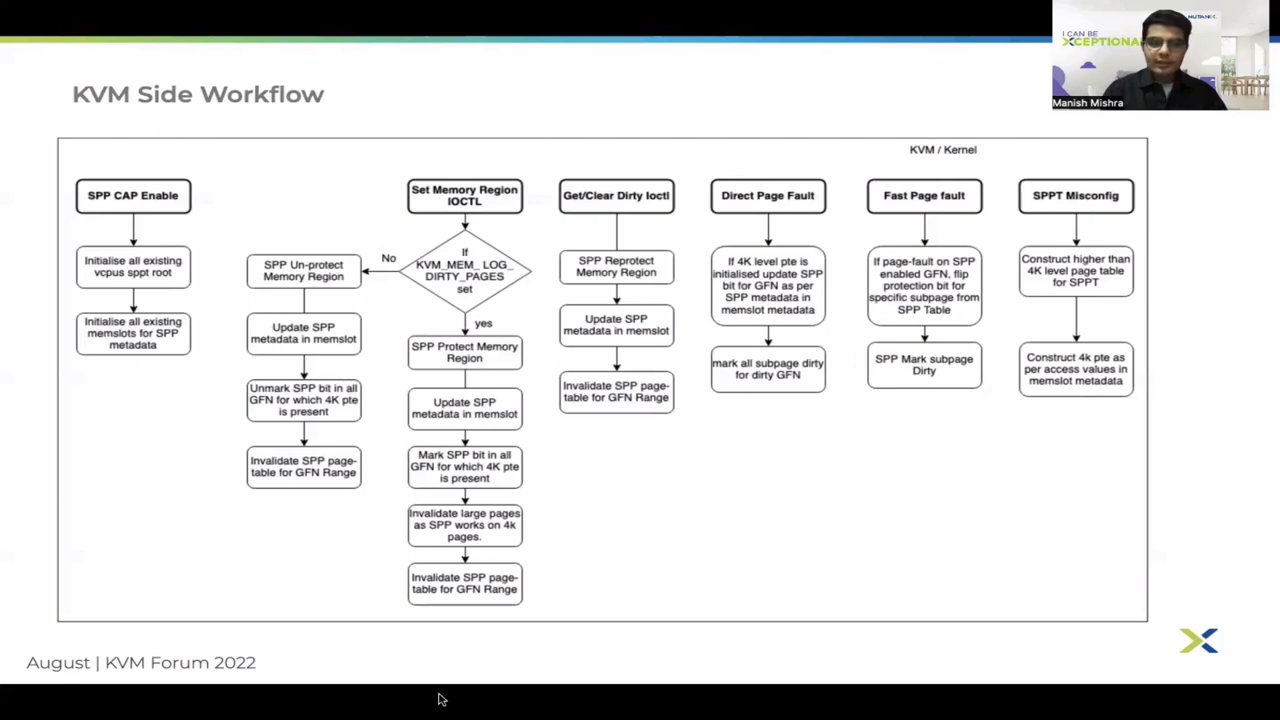 NUTANIX
I CAN BE
XCEPTIONAL
Manish Mishra
KVM Side Workflow
KVM / Kernel
SPP CAP Enable
Initialise all existing
vcpus sppt root
Initialise all existing
memslots for SPP
metadata
SPP Un-protect
Memory Region
Update SPP
metadata in memslot
Unmark SPP bit in all
GFN for which 4K pte
is present
Invalidate SPP page-
table for GFN Range
No
Set Memory Region
IOCTL
If
KVM_MEM_ LOG_
DIRTY_PAGES
set
yes
SPP Protect Memory
Region
Update SPP
metadata in memslot
Mark SPP bit in all
GFN for which 4K pte
is present
Invalidate large pages
as SPP works on 4k
pages.
Invalidate SPP page-
table for GFN Range
Get/Clear Dirty Ioctl
SPP Reprotect
Memory Region
Update SPP
metadata in memslot
Invalidate SPP page-
table for GFN Range
Direct Page Fault
If 4K level pte is
initialised update SPP
bit for GFN as per
SPP metadata in
memslot metadata
mark all subpage dirty
for dirty GFN
Fast Page fault
If page-fault on SPP
enabled GFN, flip
protection bit for
specific subpage from
SPP Table
SPP Mark subpage
Dirty
SPPT Misconfig
Construct higher than
4K level page table
for SPPT
Construct 4k pte as
per access values in
memslot metadata
August | KVM Forum 2022